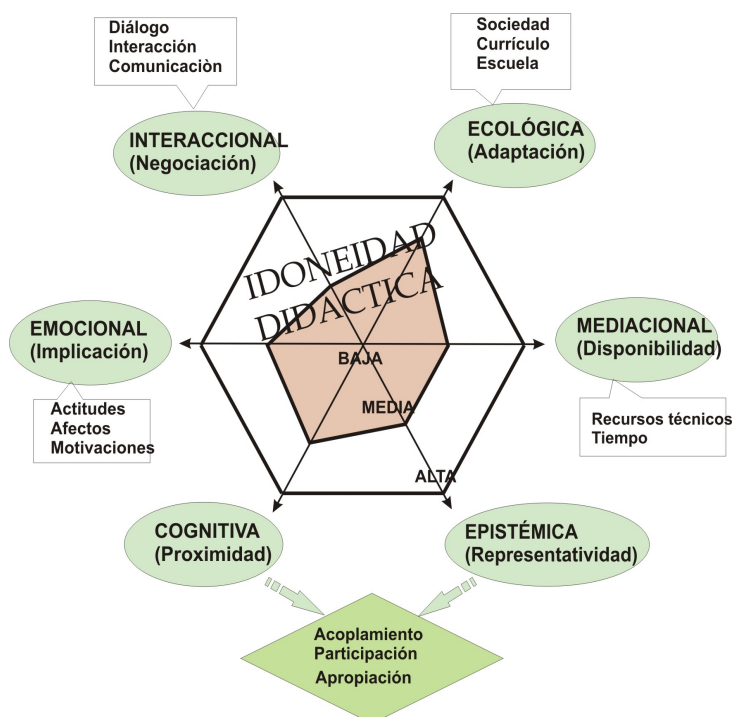 Diálogo
Interacción
Comunicaciòn
Sociedad
Currículo
Escuela
INTERACCIONAL
(Negociación)
ECOLÓGICA
(Adaptación)
IDONEIDAD
DIDACTICA
EMOCIONAL
(Implicación)
MEDIACIONAL
(Disponibilidad)
BAJA
MEDIA
ALTA
Actitudes
Afectos
Motivaciones
Recursos técnicos
Tiempo
COGNITIVA
(Proximidad)
EPISTÉMICA
(Representatividad)
Acoplamiento
Participación
Apropiación